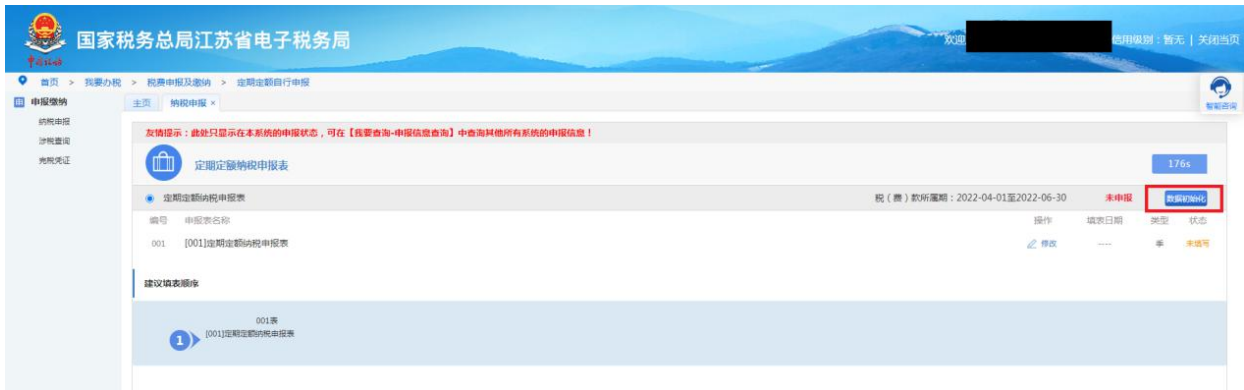 国家税务总局江苏省电子税务局
中国税务
欢迎
信用级别：暂无 | 关闭当页
首页 > 我要办税 > 税费申报及缴纳 > 定期定额自行申报
智能咨询
申报缴纳
主页 纳税申报 ×
纳税申报
涉税查询
完税凭证
友情提示：此处只显示在本系统的申报状态，可在【我要查询-申报信息查询】中查询其他所有系统的申报信息！
定期定额纳税申报表
176s
定期定额纳税申报表 税（费）款所属期：2022-04-01至2022-06-30 未申报 数据初始化
编号 申报表名称 操作 填表日期 类型 状态
001 [001]定期定额纳税申报表 修改 ---- 季 未填写
建议填表顺序
001表
1 [001]定期定额纳税申报表